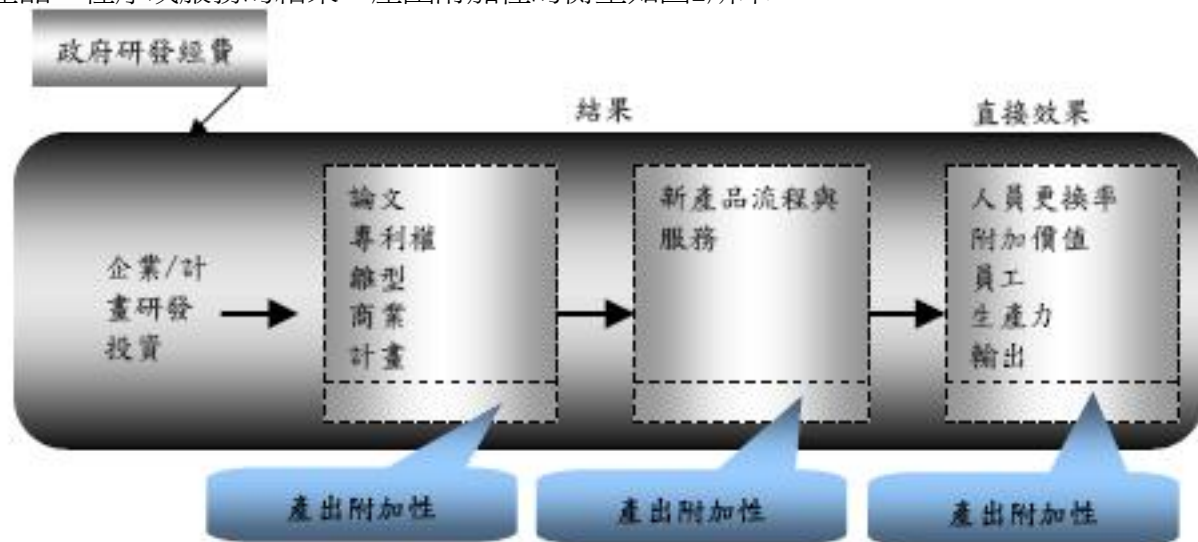 政府研發經費
結果
直接效果
企業/計
畫研發
投資
論文
專利權
雛型
商業
計畫
新產品流程與
服務
人員更換率
附加價值
員工
生產力
輸出
產出附加性
產出附加性
產出附加性